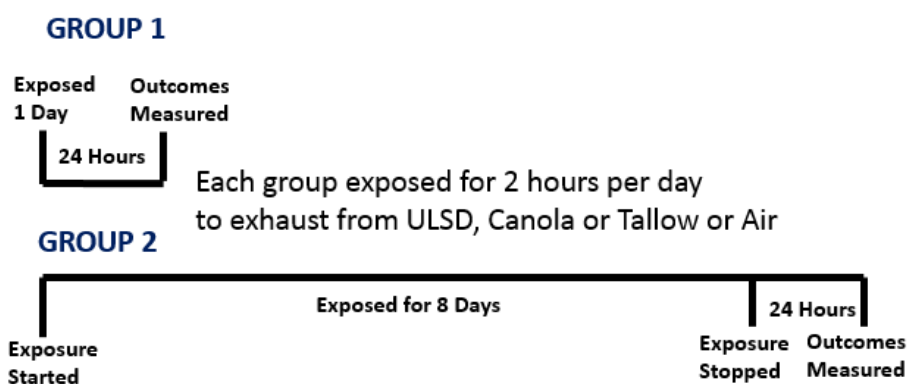 GROUP 1
Exposed
1 Day
Outcomes
Measured
24 Hours
Each group exposed for 2 hours per day
to exhaust from ULSD, Canola or Tallow or Air
GROUP 2
Exposed for 8 Days
24 Hours
Exposure
Started
Exposure
Stopped
Outcomes
Measured